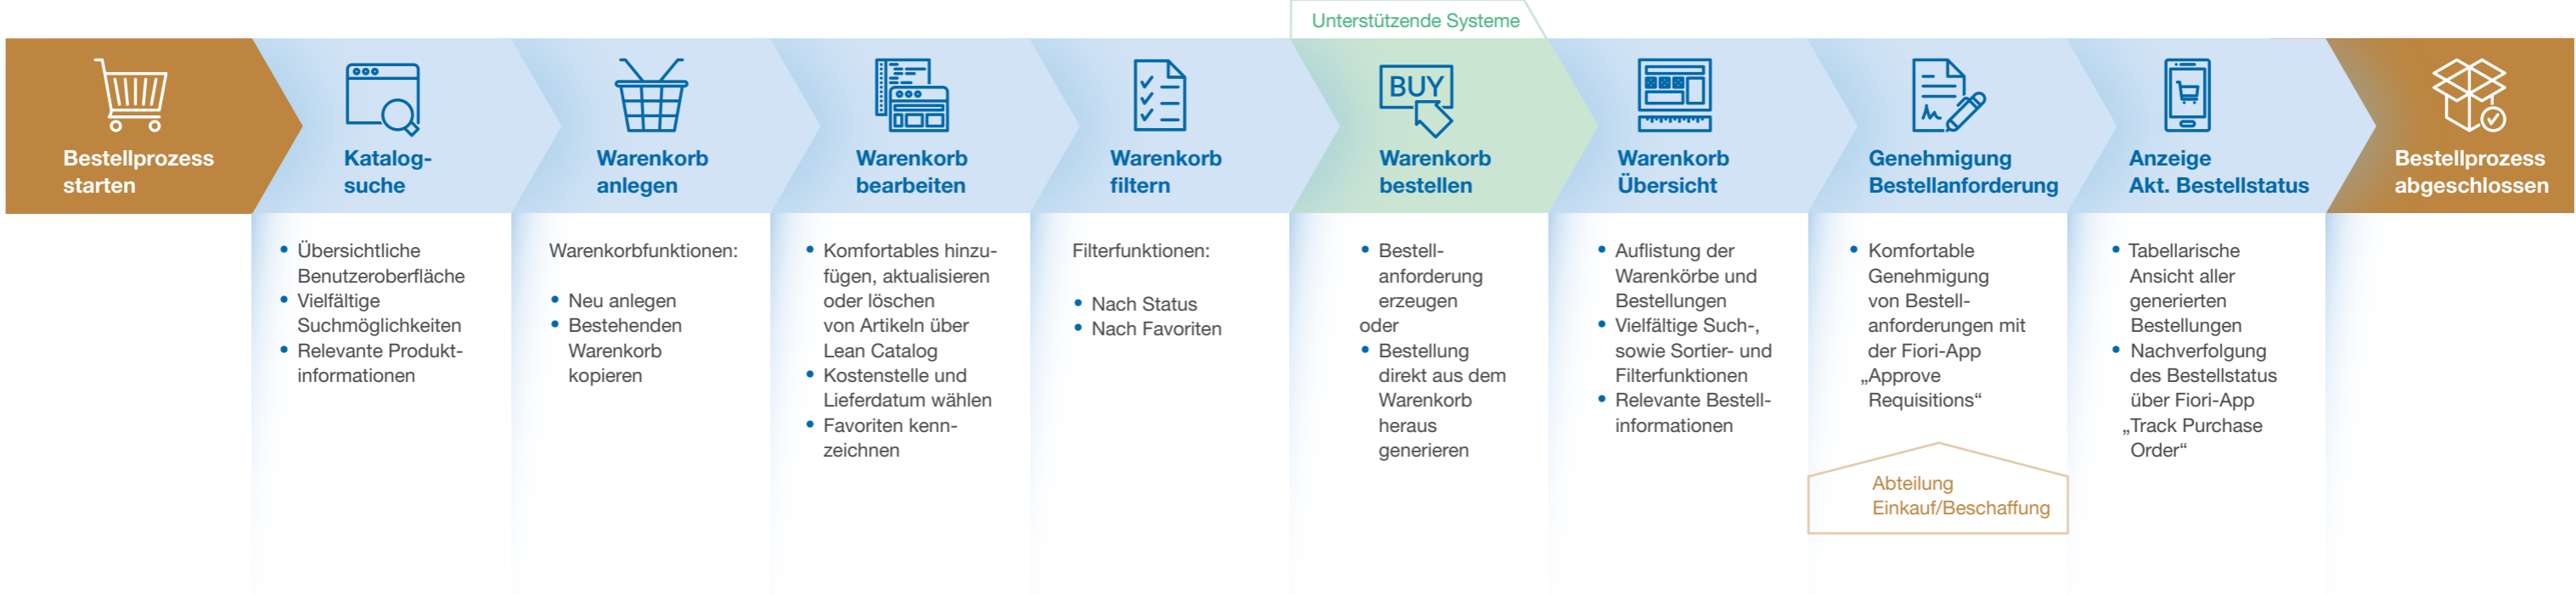 Unterstützende Systeme
Bestellprozess
starten
Katalog-
suche
Warenkorb
anlegen
Warenkorb
bearbeiten
Warenkorb
filtern
BUY
Warenkorb
bestellen
Warenkorb
Übersicht
Genehmigung
Bestellanforderung
Anzeige
Akt. Bestellstatus
Bestellprozess
abgeschlossen
• Übersichtliche
Benutzeroberfläche
• Vielfältige
Suchmöglichkeiten
• Relevante Produkt-
informationen
Warenkorbfunktionen:
• Neu anlegen
• Bestehenden
Warenkorb
kopieren
• Komfortables hinzu-
fügen, aktualisieren
oder löschen
von Artikeln über
Lean Catalog
• Kostenstelle und
Lieferdatum wählen
• Favoriten kenn-
zeichnen
Filterfunktionen:
• Nach Status
• Nach Favoriten
• Bestell-
anforderung
erzeugen
oder
• Bestellung
direkt aus dem
Warenkorb
heraus
generieren
• Auflistung der
Warenkörbe und
Bestellungen
• Vielfältige Such-,
sowie Sortier- und
Filterfunktionen
• Relevante Bestell-
informationen
• Komfortable
Genehmigung
von Bestell-
anforderungen mit
der Fiori-App
„Approve
Requisitions“
Abteilung
Einkauf/Beschaffung
• Tabellarische
Ansicht aller
generierten
Bestellungen
• Nachverfolgung
des Bestellstatus
über Fiori-App
„Track Purchase
Order“